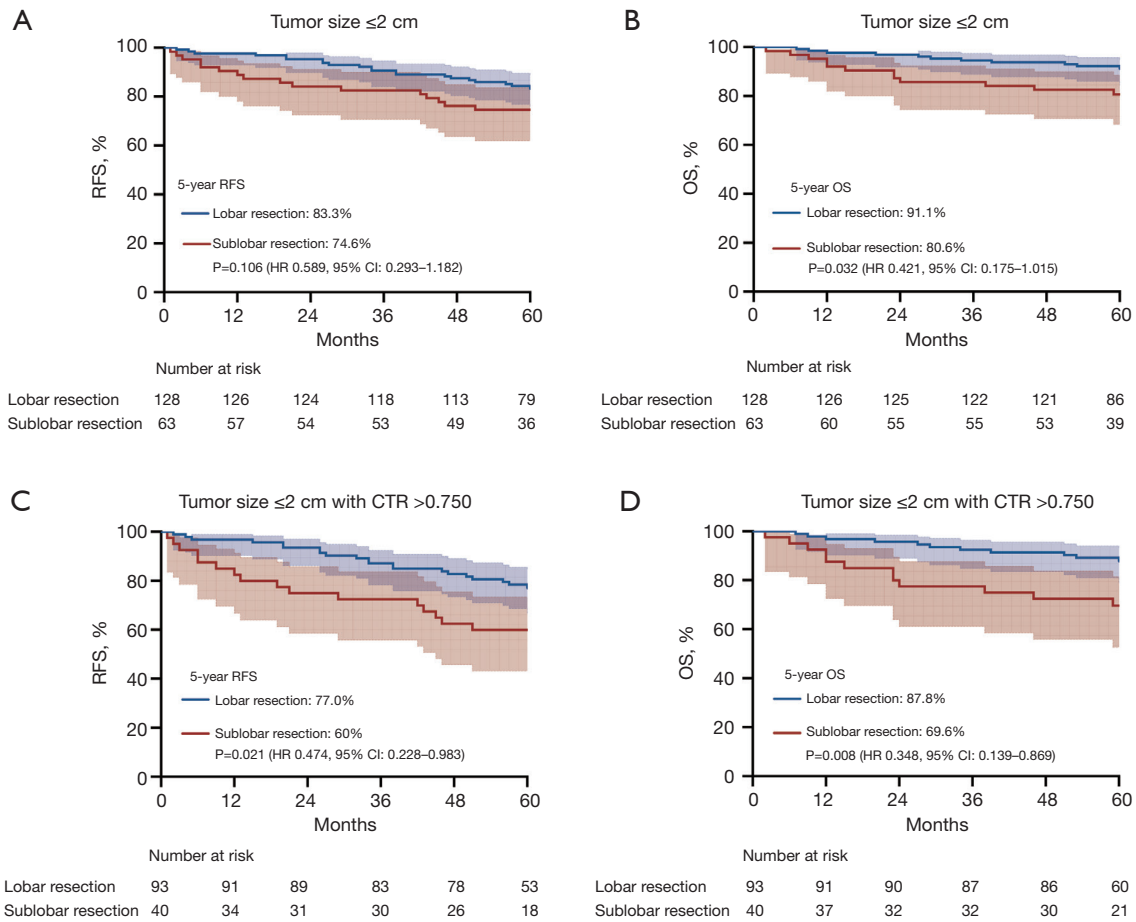 A
Tumor size ≤2 cm
100
80
60
40
20
0
RFS, %
5-year RFS
Lobar resection: 83.3%
Sublobar resection: 74.6%
P=0.106 (HR 0.589, 95% CI: 0.293–1.182)
0 12 24 36 48 60
Months
Number at risk
Lobar resection 128 126 124 118 113 79
Sublobar resection 63 57 54 53 49 36
B
Tumor size ≤2 cm
100
80
60
40
20
0
OS, %
5-year OS
Lobar resection: 91.1%
Sublobar resection: 80.6%
P=0.032 (HR 0.421, 95% CI: 0.175–1.015)
0 12 24 36 48 60
Months
Number at risk
Lobar resection 128 126 125 122 121 86
Sublobar resection 63 60 55 55 53 39
C
Tumor size ≤2 cm with CTR >0.750
100
80
60
40
20
0
RFS, %
5-year RFS
Lobar resection: 77.0%
Sublobar resection: 60%
P=0.021 (HR 0.474, 95% CI: 0.228–0.983)
0 12 24 36 48 60
Months
Number at risk
Lobar resection 93 91 89 83 78 53
Sublobar resection 40 34 31 30 26 18
D
Tumor size ≤2 cm with CTR >0.750
100
80
60
40
20
0
OS, %
5-year OS
Lobar resection: 87.8%
Sublobar resection: 69.6%
P=0.008 (HR 0.348, 95% CI: 0.139–0.869)
0 12 24 36 48 60
Months
Number at risk
Lobar resection 93 91 90 87 86 60
Sublobar resection 40 37 32 32 30 21